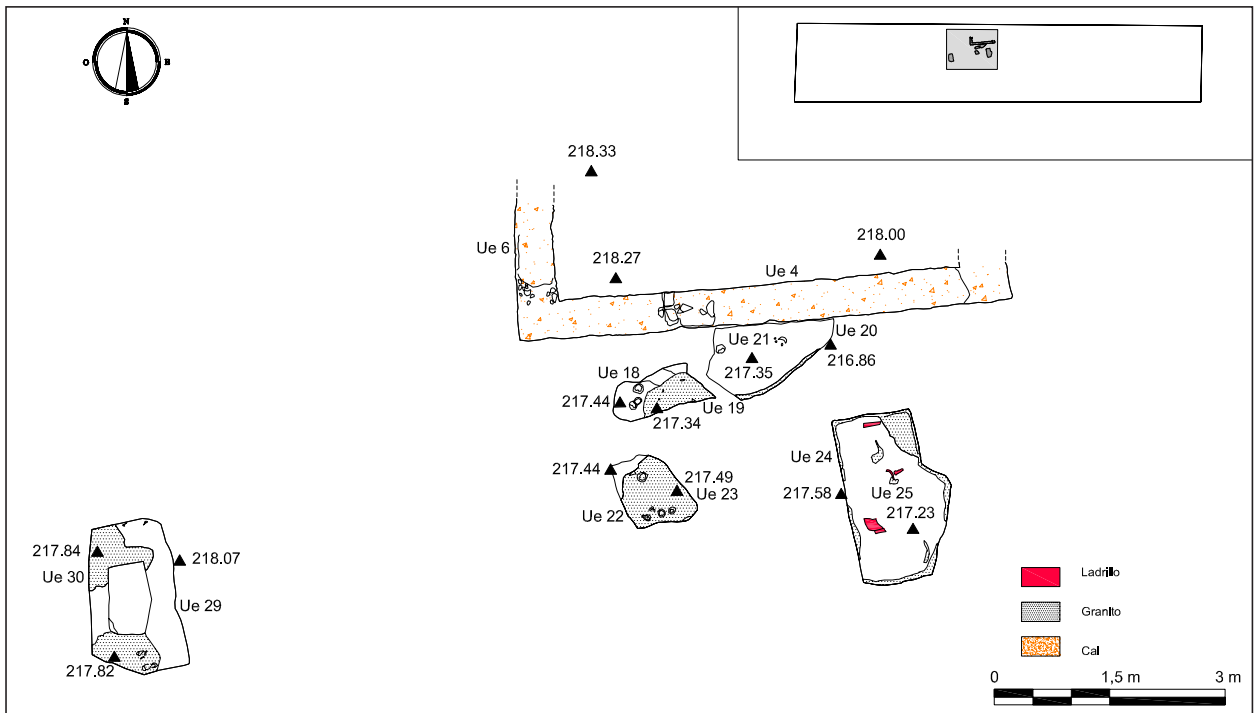 N
O
E
S
218.33
Ue 6
218.27
218.00
Ue 4
Ue 21
Ue 20
217.35
216.86
Ue 18
217.44
Ue 19
217.34
217.44
217.49
Ue 23
Ue 22
Ue 24
217.58
Ue 25
217.23
217.84
218.07
Ue 30
Ue 29
217.82
Ladrillo
Granito
Cal
0 1,5 m 3 m